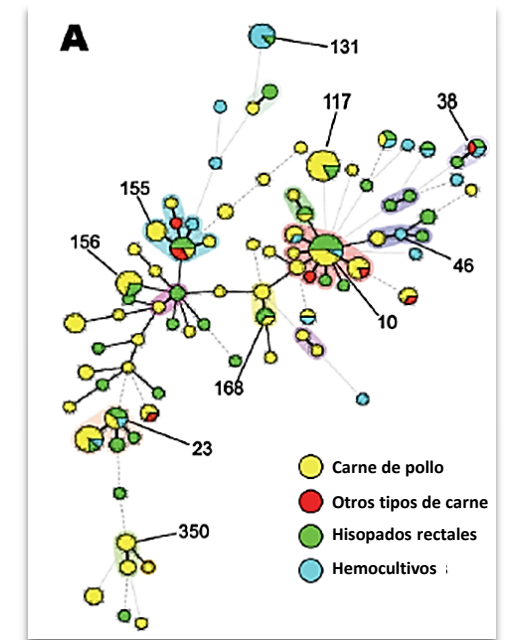 A
131
117
38
155
156
46
10
168
23
350
Carne de pollo
Otros tipos de carne
Hisopados rectales
Hemocultivos